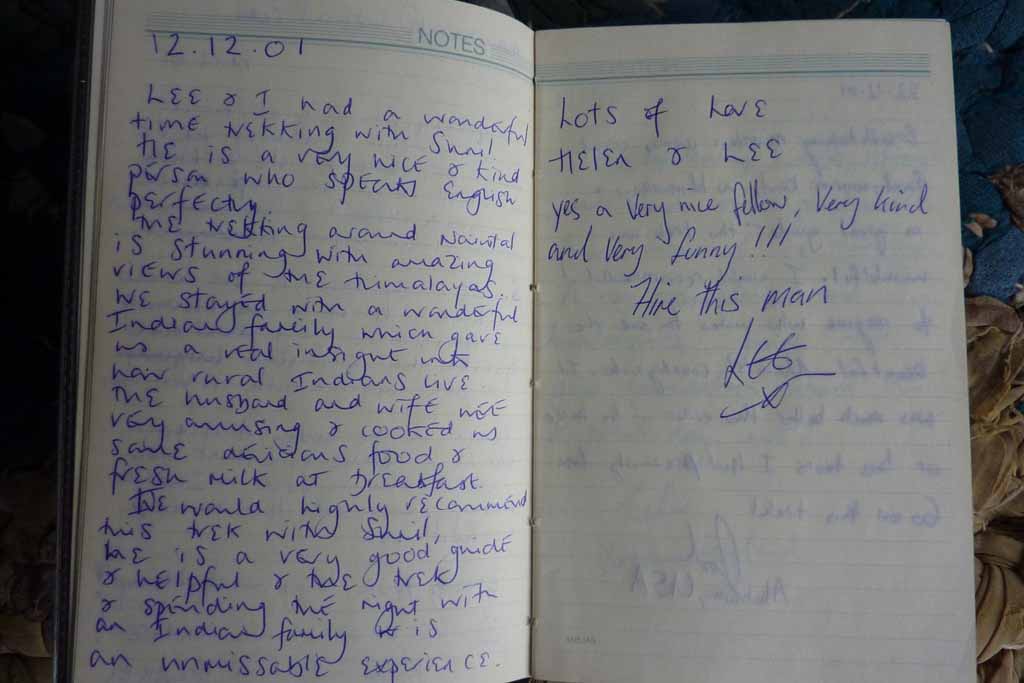 NOTES
12.12.01
LEE & I had a wonderful
time trekking with Sunil
He is a very nice & kind
person who speaks English
perfectly.
The trekking around Nainital
is stunning with amazing
views of the Himalayas.
We stayed with a wonderful
Indian family which gave
us a real insight into
how rural Indians live.
The husband and wife were
very amusing & cooked us
some delicious food &
fresh milk at breakfast.
We would highly recommend
this trek with Sunil,
he is a very good guide
& helpful & the trek
& spending the night with
an Indian family is
an unmissable experience.
Lots of Love
Helen & LEE
yes a very nice fellow, Very kind
and Very funny!!!
Hire this man
LEE